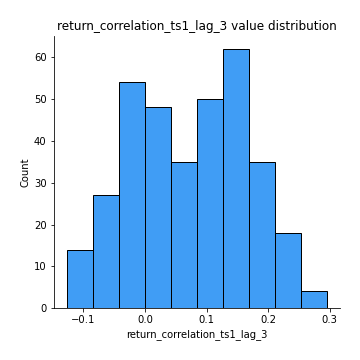 return_correlation_ts1_lag_3 value distribution
60
50
40
30
20
10
0
Count
−0.1 0.0 0.1 0.2 0.3
return_correlation_ts1_lag_3